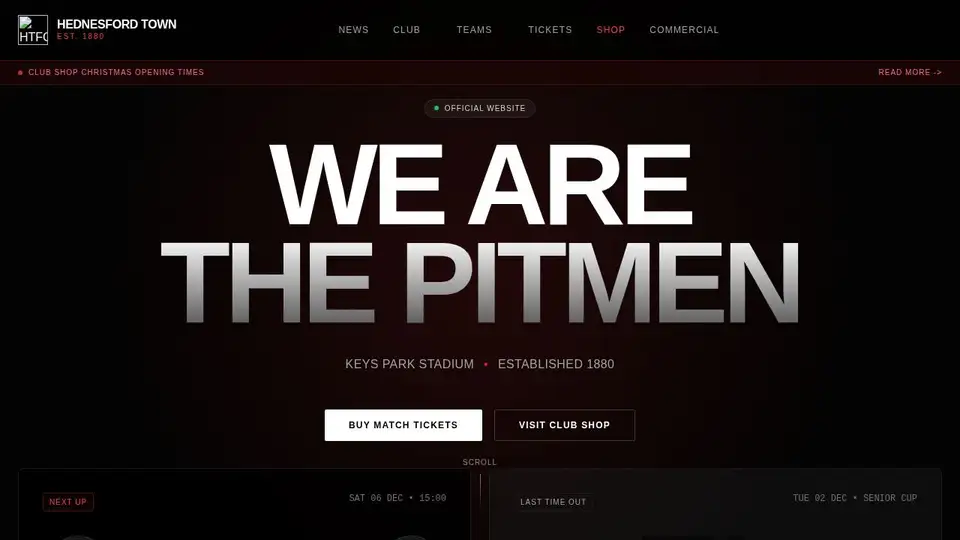 HTFC
HEDNESFORD TOWN
EST. 1880
NEWS
CLUB
TEAMS
TICKETS
SHOP
COMMERCIAL
CLUB SHOP CHRISTMAS OPENING TIMES
READ MORE ->
OFFICIAL WEBSITE
WE ARE
THE PITMEN
KEYS PARK STADIUM • ESTABLISHED 1880
BUY MATCH TICKETS
VISIT CLUB SHOP
SCROLL
NEXT UP
SAT 06 DEC • 15:00
LAST TIME OUT
TUE 02 DEC • SENIOR CUP